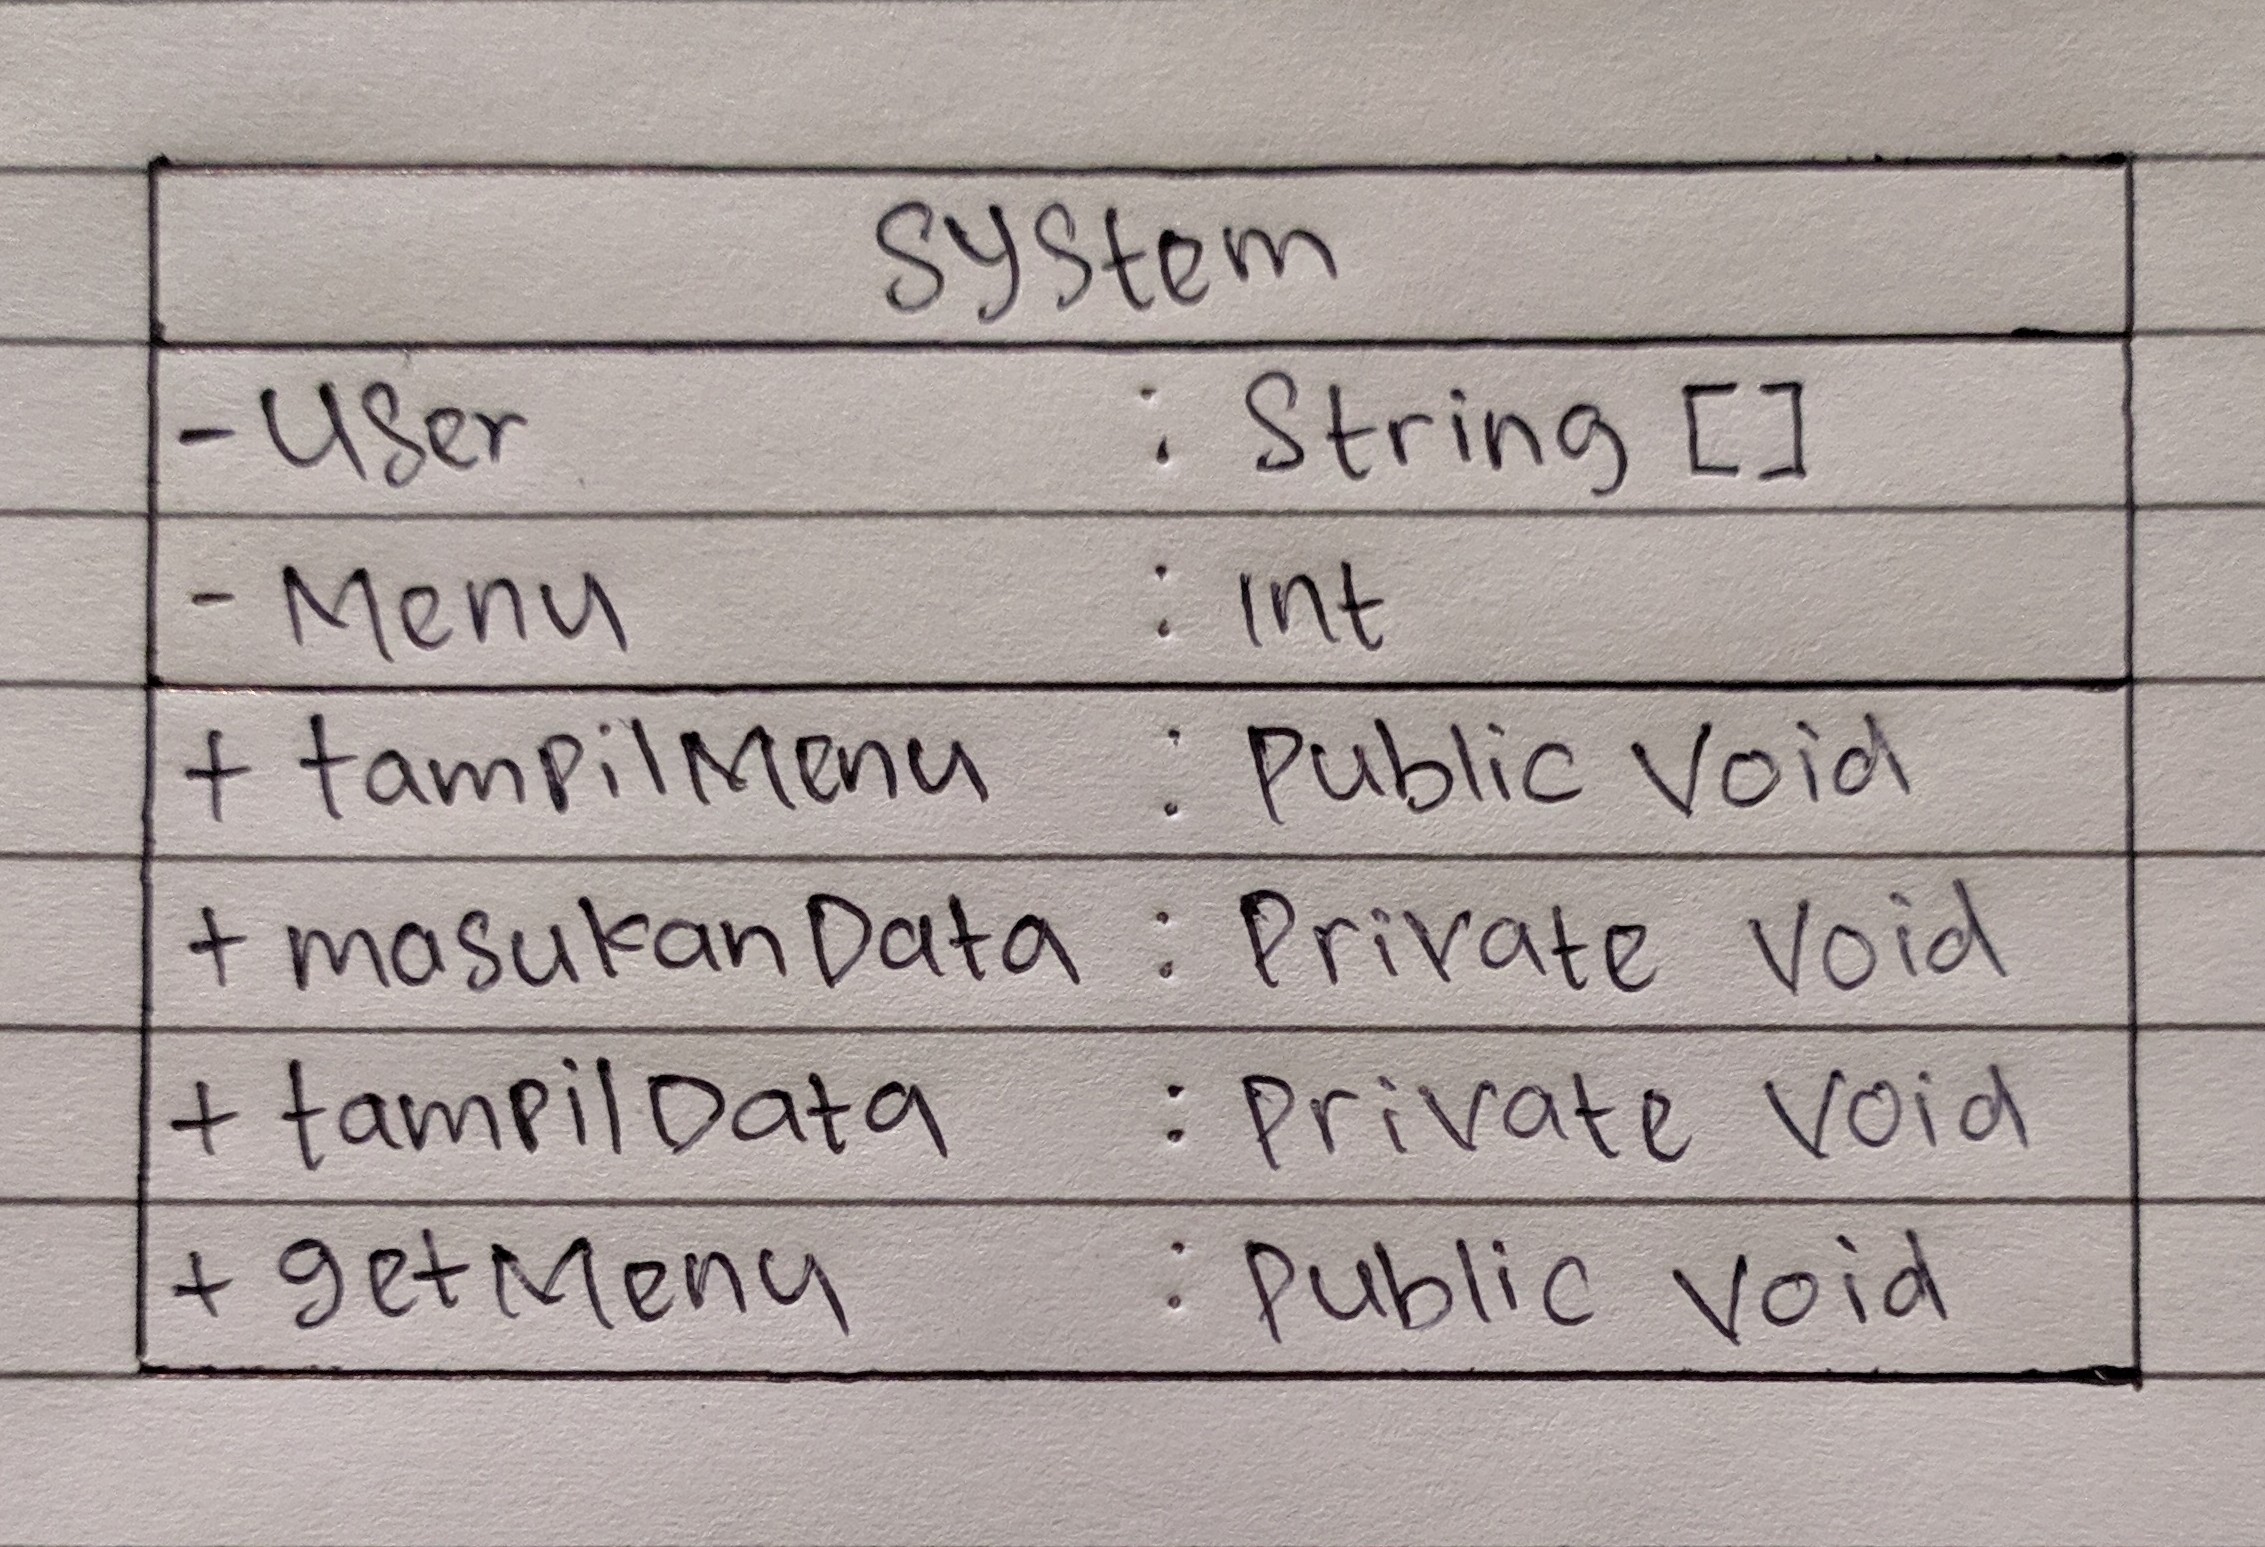 System
- User : String []
- Menu : int
+ tampilMenu : Public Void
+ masukanData : Private Void
+ tampilData : Private Void
+ getMenu : Public Void